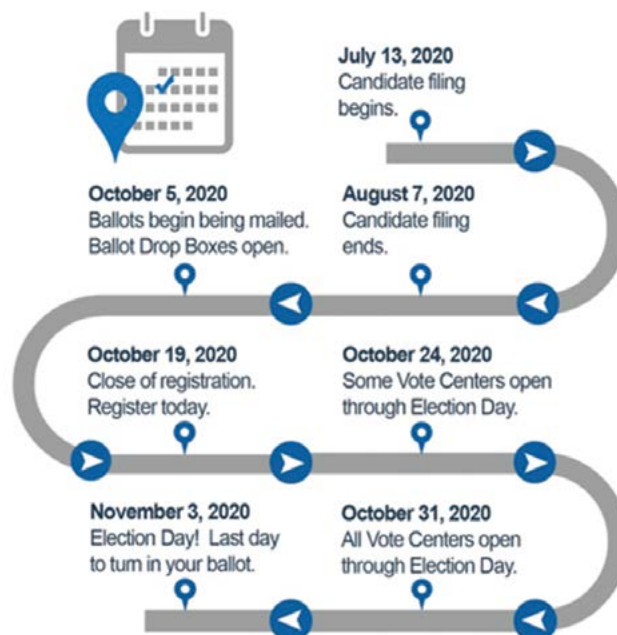 July 13, 2020
Candidate filing
begins.
August 7, 2020
Candidate filing
ends.
October 5, 2020
Ballots begin being mailed.
Ballot Drop Boxes open.
October 19, 2020
Close of registration.
Register today.
October 24, 2020
Some Vote Centers open
through Election Day.
October 31, 2020
All Vote Centers open
through Election Day.
November 3, 2020
Election Day! Last day
to turn in your ballot.